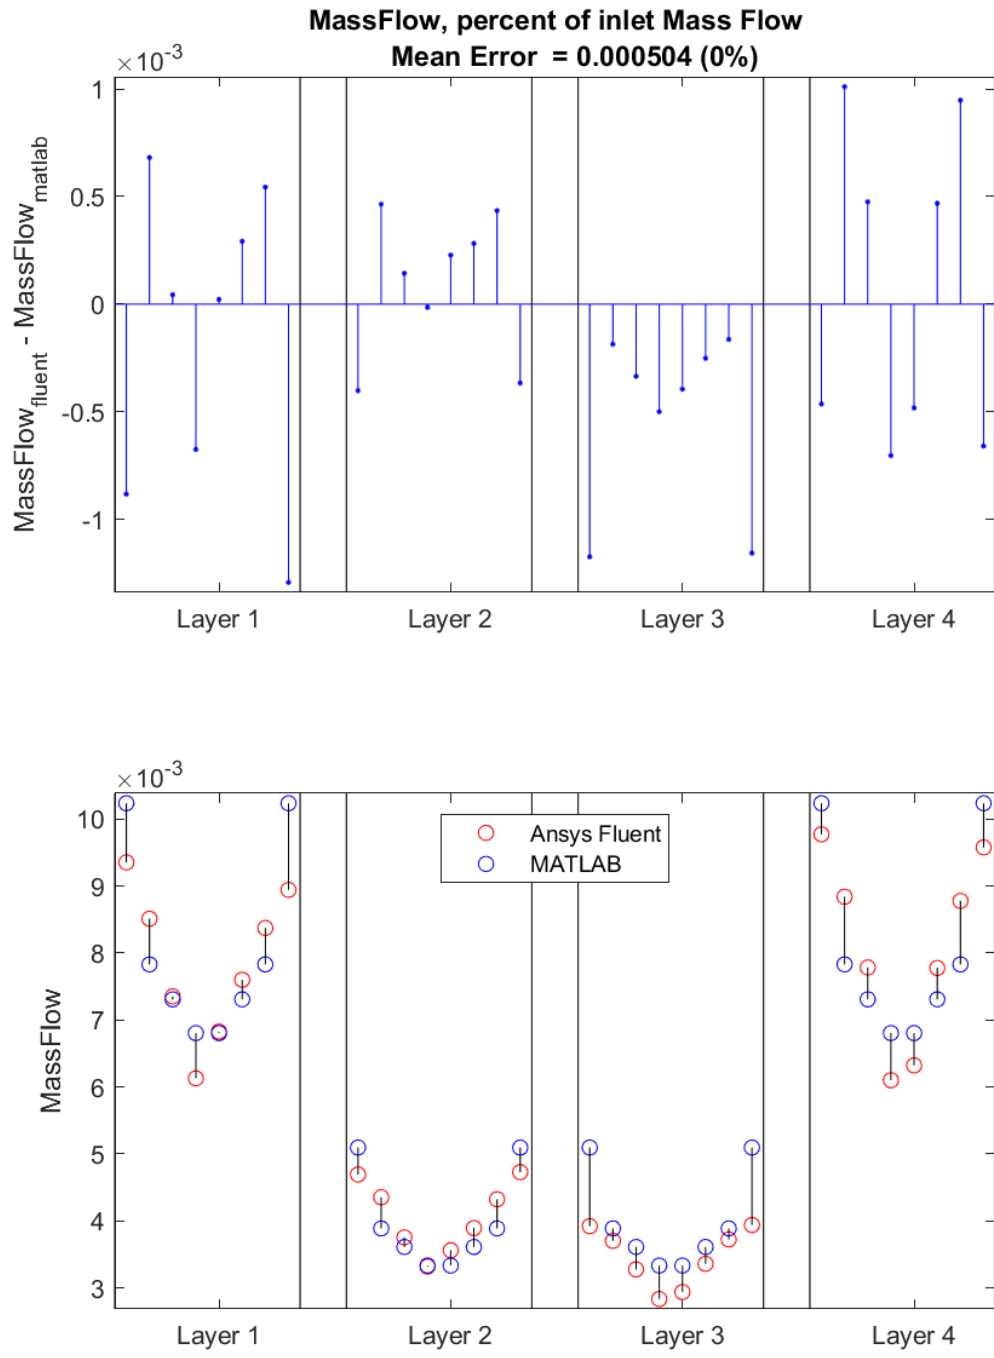 MassFlow, percent of inlet Mass Flow
Mean Error = 0.000504 (0%)
×10-3
1
0.5
0
-0.5
-1
MassFlowfluent - MassFlowmatlab
Layer 1 Layer 2 Layer 3 Layer 4
×10-3
10
9
8
7
6
5
4
3
MassFlow
Ansys Fluent
MATLAB
Layer 1 Layer 2 Layer 3 Layer 4